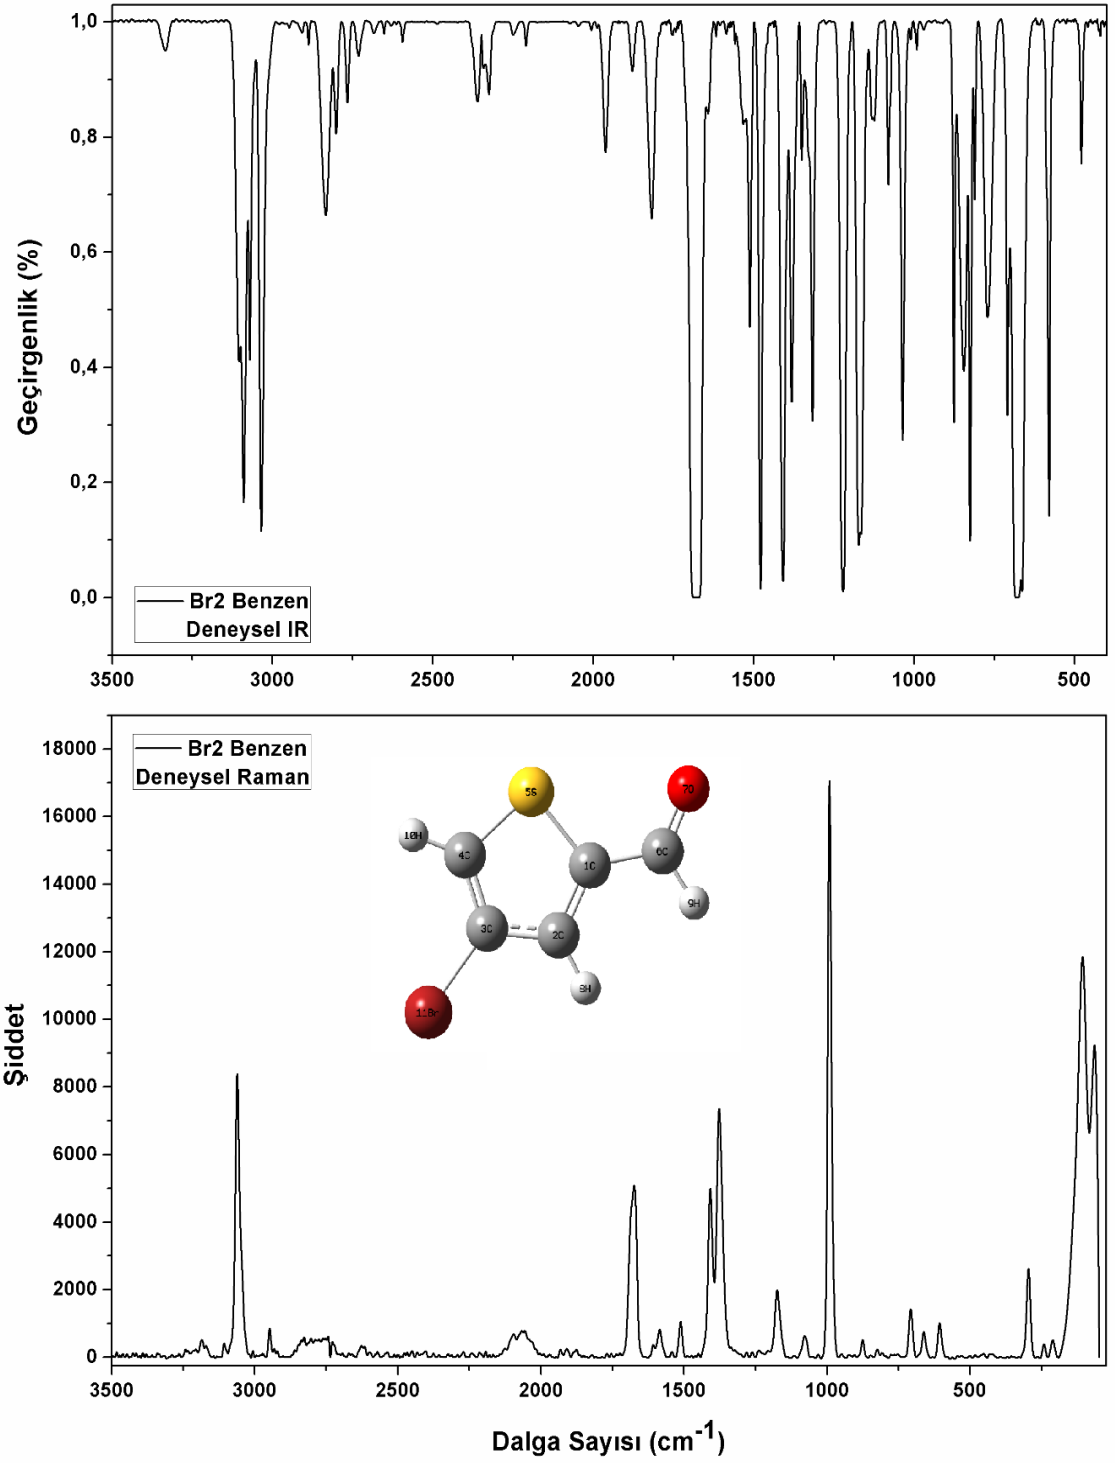 1,0
0,8
0,6
0,4
0,2
0,0
Geçirgenlik (%)
Br2 Benzen
Deneysel IR
3500 3000 2500 2000 1500 1000 500
18000
16000
14000
12000
10000
8000
6000
4000
2000
0
Şiddet
Br2 Benzen
Deneysel Raman
5S
7O
10H
4C
1C
6C
9H
3C
2C
8H
11Br
3500 3000 2500 2000 1500 1000 500
Dalga Sayısı (cm⁻¹)